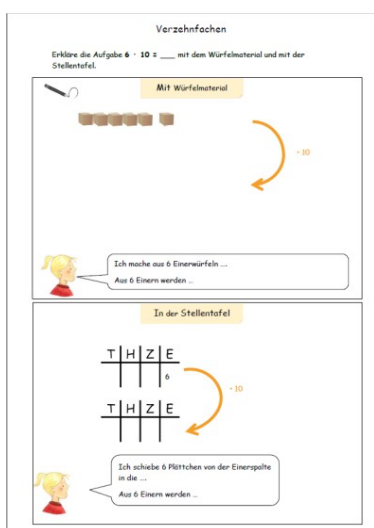 Verzehnfachen
Erkläre die Aufgabe 6 · 10 = ___ mit dem Würfelmaterial und mit der
Stellentafel.
Mit Würfelmaterial
· 10
Ich mache aus 6 Einerwürfeln ....
Aus 6 Einern werden ...
In der Stellentafel
T H Z E
6
· 10
T H Z E
Ich schiebe 6 Plättchen von der Einerspalte
in die ....
Aus 6 Einern werden ...